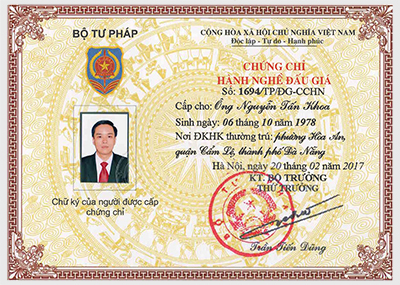 BỘ TƯ PHÁP
CỘNG HÒA XÃ HỘI CHỦ NGHĨA VIỆT NAM
Độc lập - Tự do - Hạnh phúc
CHỨNG CHỈ
HÀNH NGHỀ ĐẤU GIÁ
Số: 1694/TP/ĐG-CCHN
Cấp cho: Ông Nguyễn Tấn Khoa
Sinh ngày: 06 tháng 10 năm 1978
Nơi ĐKHK thường trú: phường Hòa An,
quận Cẩm Lệ, thành phố Đà Nẵng
Hà Nội, ngày 20 tháng 02 năm 2017
KT. BỘ TRƯỞNG
THỨ TRƯỞNG
Chữ ký của người được cấp
chứng chỉ
Trần Tiến Dũng